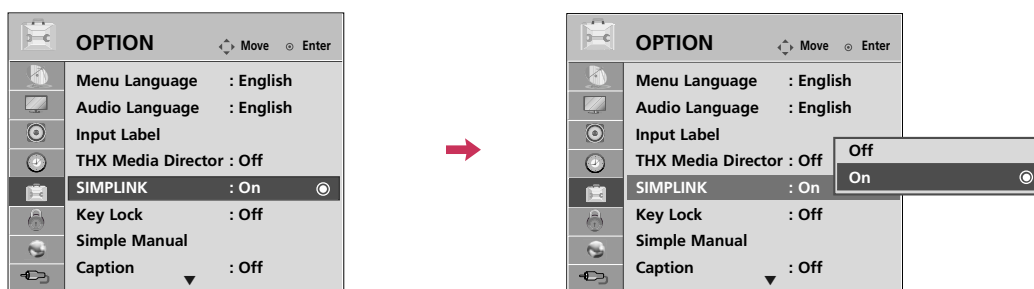 OPTION Move Enter
Menu Language : English
Audio Language : English
Input Label
THX Media Director : Off
SIMPLINK : On
Key Lock : Off
Simple Manual
Caption : Off
OPTION Move Enter
Menu Language : English
Audio Language : English
Input Label
THX Media Director : Off
SIMPLINK : On
Key Lock : Off
Simple Manual
Caption : Off
Off
On